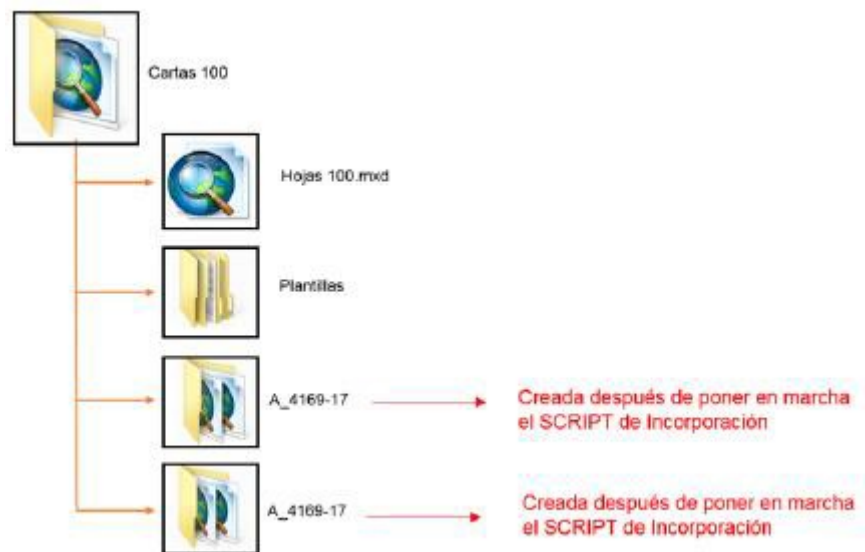 Cartas 100
Hojas 100.mxd
Plantillas
A_4169-17
Creada después de poner en marcha
el SCRIPT de Incorporación
A_4169-17
Creada después de poner en marcha
el SCRIPT de Incorporación